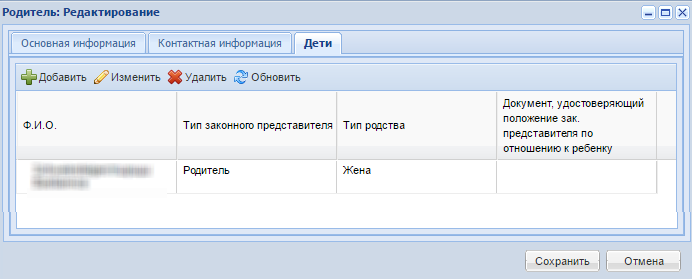 Родитель: Редактирование
Основная информация Контактная информация Дети
Добавить Изменить Удалить Обновить
Ф.И.О. Тип законного представителя Тип родства Документ, удостоверяющий
положение зак.
представителя по
отношению к ребенку
Родитель Жена
Сохранить Отмена